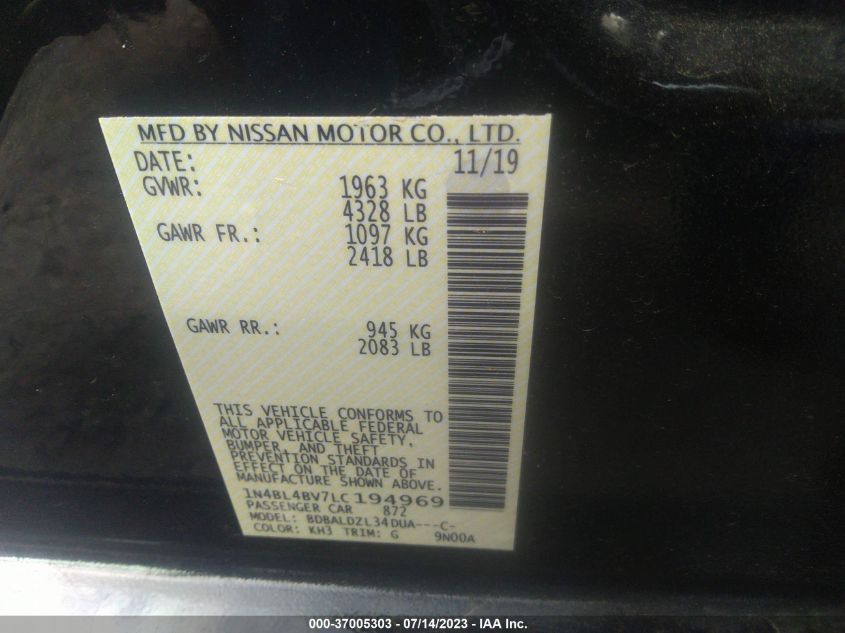 MFD BY NISSAN MOTOR CO., LTD.
DATE: 11/19
GVWR: 1963 KG
4328 LB
GAWR FR.: 1097 KG
2418 LB
GAWR RR.: 945 KG
2083 LB
THIS VEHICLE CONFORMS TO
ALL APPLICABLE FEDERAL
MOTOR VEHICLE SAFETY,
BUMPER, AND THEFT
PREVENTION STANDARDS IN
EFFECT ON THE DATE OF
MANUFACTURE SHOWN ABOVE.
1N4BL4BV7LC194969
PASSENGER CAR 872
MODEL: BDBALDZL34DUA---C-
COLOR: KH3 TRIM: G 9N00A
000-37005303 / 07/14/2023 - IAA Inc.